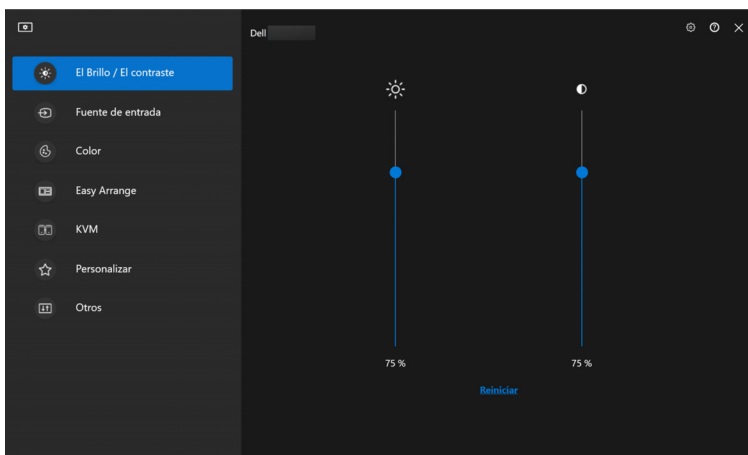 Dell
El Brillo / El contraste
Fuente de entrada
Color
Easy Arrange
KVM
Personalizar
Otros
75 %
75 %
Reiniciar